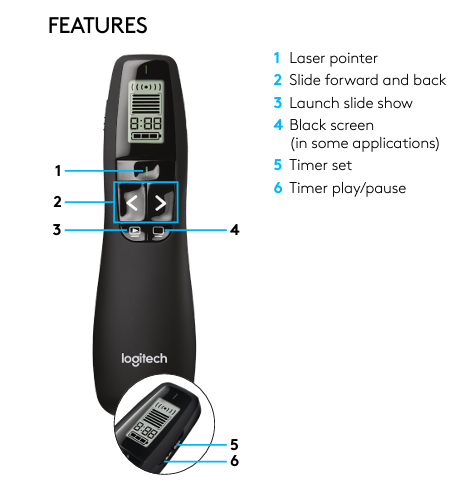 FEATURES
8:88
1 Laser pointer
2 Slide forward and back
3 Launch slide show
4 Black screen
(in some applications)
5 Timer set
6 Timer play/pause
1
2
3
4
logitech
8:88
5
6